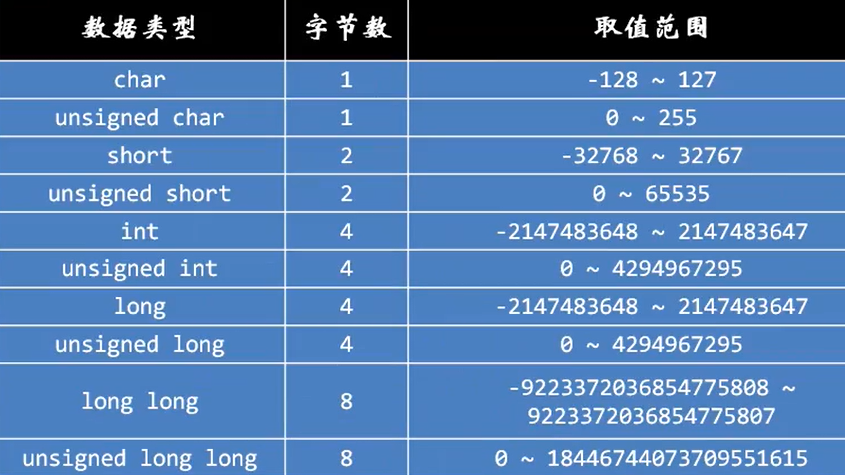 数据类型 字节数 取值范围
char 1 -128 ~ 127
unsigned char 1 0 ~ 255
short 2 -32768 ~ 32767
unsigned short 2 0 ~ 65535
int 4 -2147483648 ~ 2147483647
unsigned int 4 0 ~ 4294967295
long 4 -2147483648 ~ 2147483647
unsigned long 4 0 ~ 4294967295
long long 8 -9223372036854775808 ~
9223372036854775807
unsigned long long 8 0 ~ 18446744073709551615